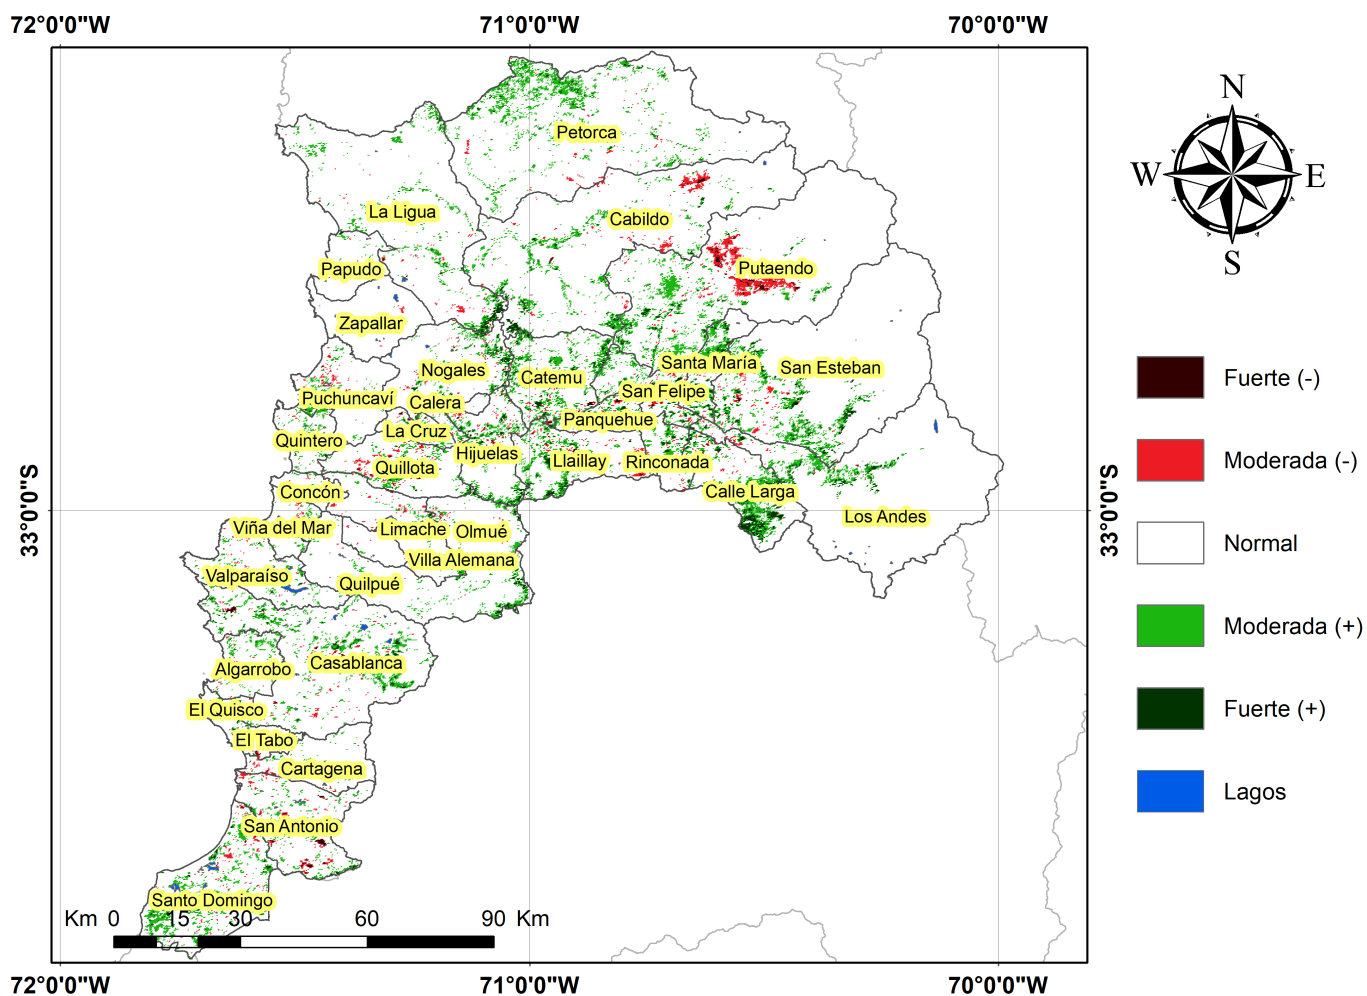 72°0'0"W 71°0'0"W 70°0'0"W
N
W E
S
Petorca
La Ligua
Cabildo
Papudo
Putaendo
Zapallar
Santa María
San Esteban
Nogales
Catemu
San Felipe
Puchuncaví
Calera
Panquehue
La Cruz
Quintero
Hijuelas
Llaillay
Rinconada
Quillota
Concón
Calle Larga
Los Andes
Viña del Mar
Limache
Olmué
Villa Alemana
Valparaíso
Quilpué
Casablanca
Algarrobo
El Quisco
El Tabo
Cartagena
San Antonio
Santo Domingo
33°0'0"S
33°0'0"S
Fuerte (-)
Moderada (-)
Normal
Moderada (+)
Fuerte (+)
Lagos
Km 0 15 30 60 90 Km
72°0'0"W 71°0'0"W 70°0'0"W